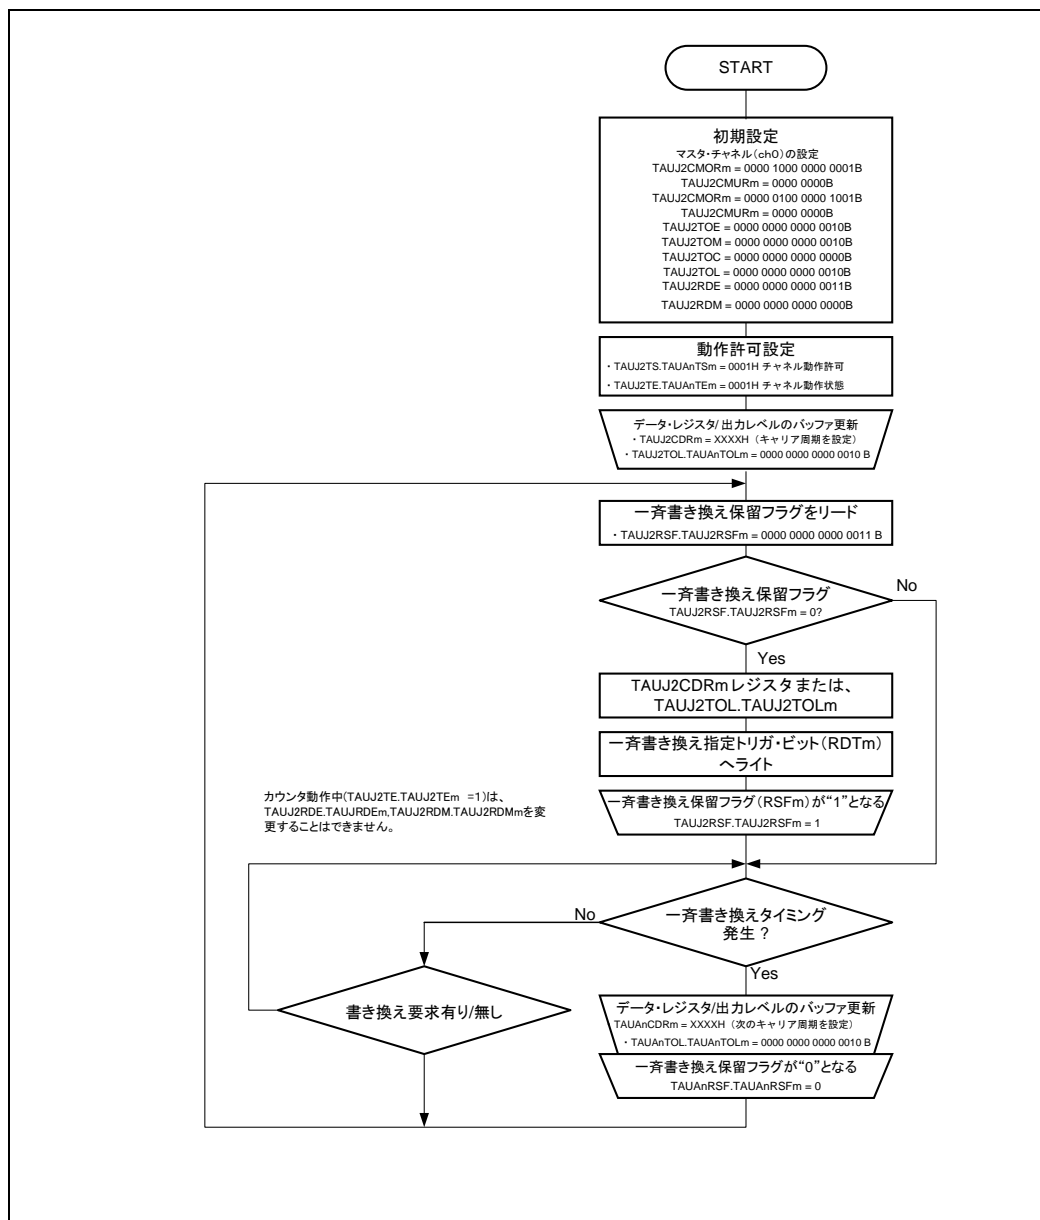 START
初期設定
マスタ・チャネル(ch0)の設定
TAUJ2CMORm = 0000 1000 0000 0001B
TAUJ2CMURm = 0000 0000B
TAUJ2CMORm = 0000 0100 0000 1001B
TAUJ2CMURm = 0000 0000B
TAUJ2TOE = 0000 0000 0000 0010B
TAUJ2TOM = 0000 0000 0000 0010B
TAUJ2TOC = 0000 0000 0000 0000B
TAUJ2TOL = 0000 0000 0000 0010B
TAUJ2RDE = 0000 0000 0000 0011B
TAUJ2RDM = 0000 0000 0000 0000B
動作許可設定
・TAUJ2TS.TAUAnTSm = 0001H チャネル動作許可
・TAUJ2TE.TAUAnTEm = 0001H チャネル動作状態
データ・レジスタ/出力レベルのバッファ更新
・TAUJ2CDRm = XXXXH (キャリア周期を設定)
・TAUJ2TOL.TAUAnTOLm = 0000 0000 0000 0010 B
一斉書き換え保留フラグをリード
・TAUJ2RSF.TAUJ2RSFm = 0000 0000 0000 0011 B
一斉書き換え保留フラグ
TAUJ2RSF.TAUJ2RSFm = 0?
No
Yes
TAUJ2CDRmレジスタまたは、
TAUJ2TOL.TAUJ2TOLm
一斉書き換え指定トリガ・ビット(RDTm)
へライト
一斉書き換え保留フラグ(RSFm)が“1”となる
TAUJ2RSF.TAUJ2RSFm = 1
カウンタ動作中(TAUJ2TE.TAUJ2TEm =1)は、
TAUJ2RDE.TAUJRDEm,TAUJ2RDM.TAUJ2RDMmを変
更することはできません。
一斉書き換えタイミング
発生 ?
No
Yes
書き換え要求有り/無し
データ・レジスタ/出力レベルのバッファ更新
TAUAnCDRm = XXXXH (次のキャリア周期を設定)
・TAUAnTOL.TAUAnTOLm = 0000 0000 0000 0010 B
一斉書き換え保留フラグが“0”となる
TAUAnRSF.TAUAnRSFm = 0